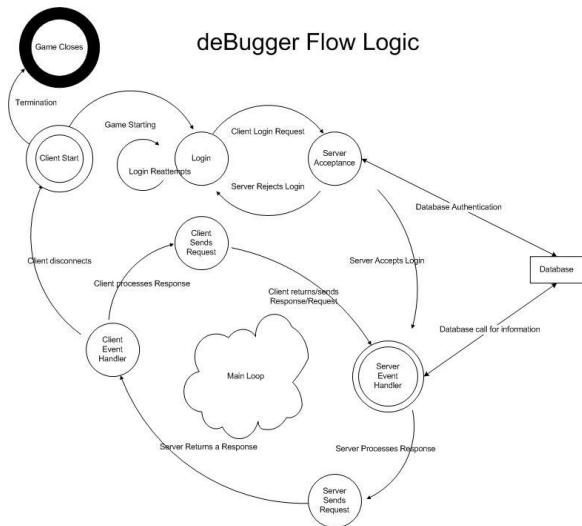 deBugger Flow Logic
Game Closes
Termination
Game Starting
Client Login Request
Client Start
Login
Server
Acceptance
Login Reattempts
Server Rejects Login
Database Authentication
Client
Sends
Request
Client disconnects
Server Accepts Login
Database
Client processes Response
Client returns/sends
Response/Request
Database call for information
Client
Event
Handler
Main Loop
Server
Event
Handler
Server Returns a Response
Server Processes Response
Server
Sends
Request